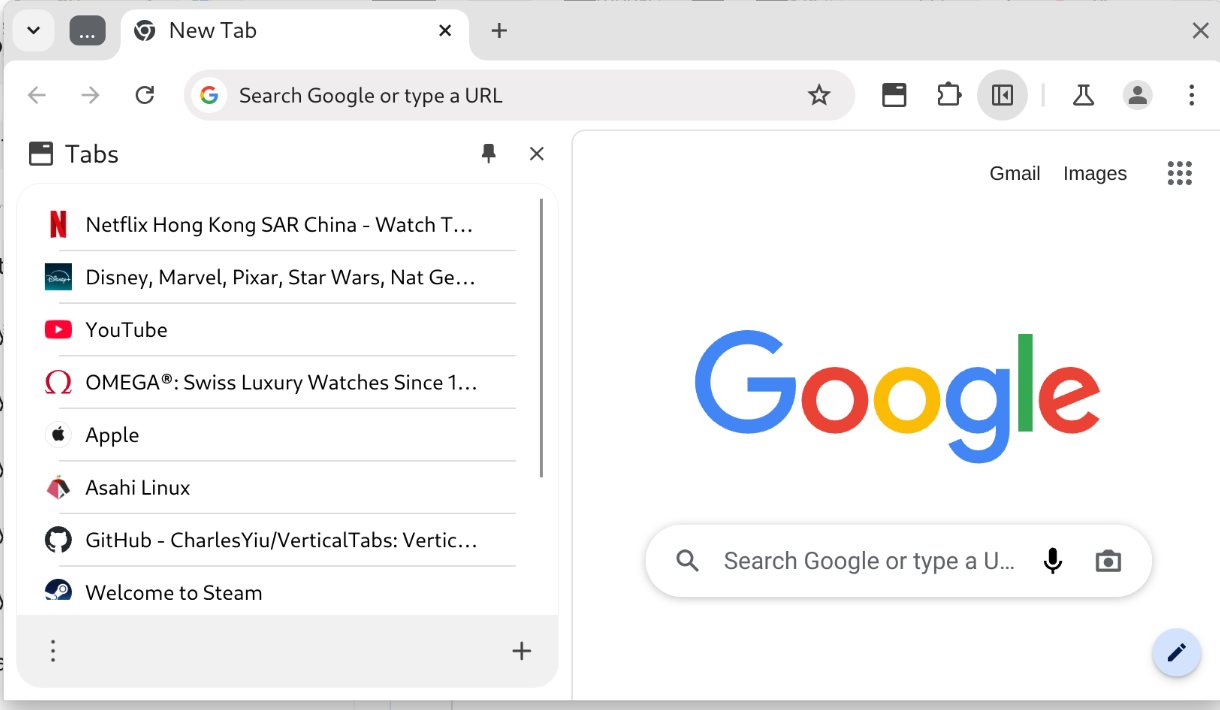 ...
New Tab
Search Google or type a URL
Tabs
Gmail
Images
Netflix Hong Kong SAR China - Watch T...
Disney, Marvel, Pixar, Star Wars, Nat Ge...
YouTube
OMEGA®: Swiss Luxury Watches Since 1...
Apple
Asahi Linux
GitHub - CharlesYiu/VerticalTabs: Vertic...
Welcome to Steam
Google
Search Google or type a U...